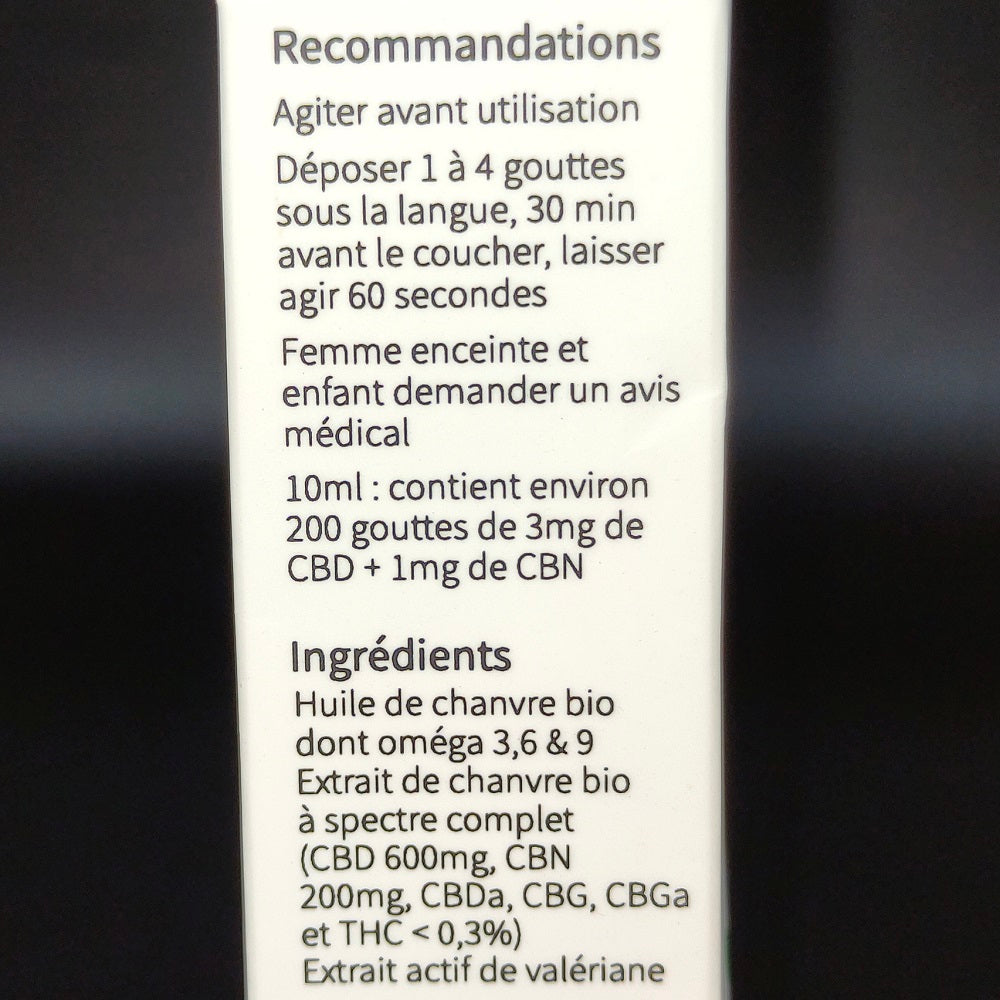 Recommandations
Agiter avant utilisation
Déposer 1 à 4 gouttes
sous la langue, 30 min
avant le coucher, laisser
agir 60 secondes
Femme enceinte et
enfant demander un avis
médical
10ml : contient environ
200 gouttes de 3mg de
CBD + 1mg de CBN
Ingrédients
Huile de chanvre bio
dont oméga 3,6 & 9
Extrait de chanvre bio
à spectre complet
(CBD 600mg, CBN
200mg, CBDa, CBG, CBGa
et THC < 0,3%)
Extrait actif de valériane